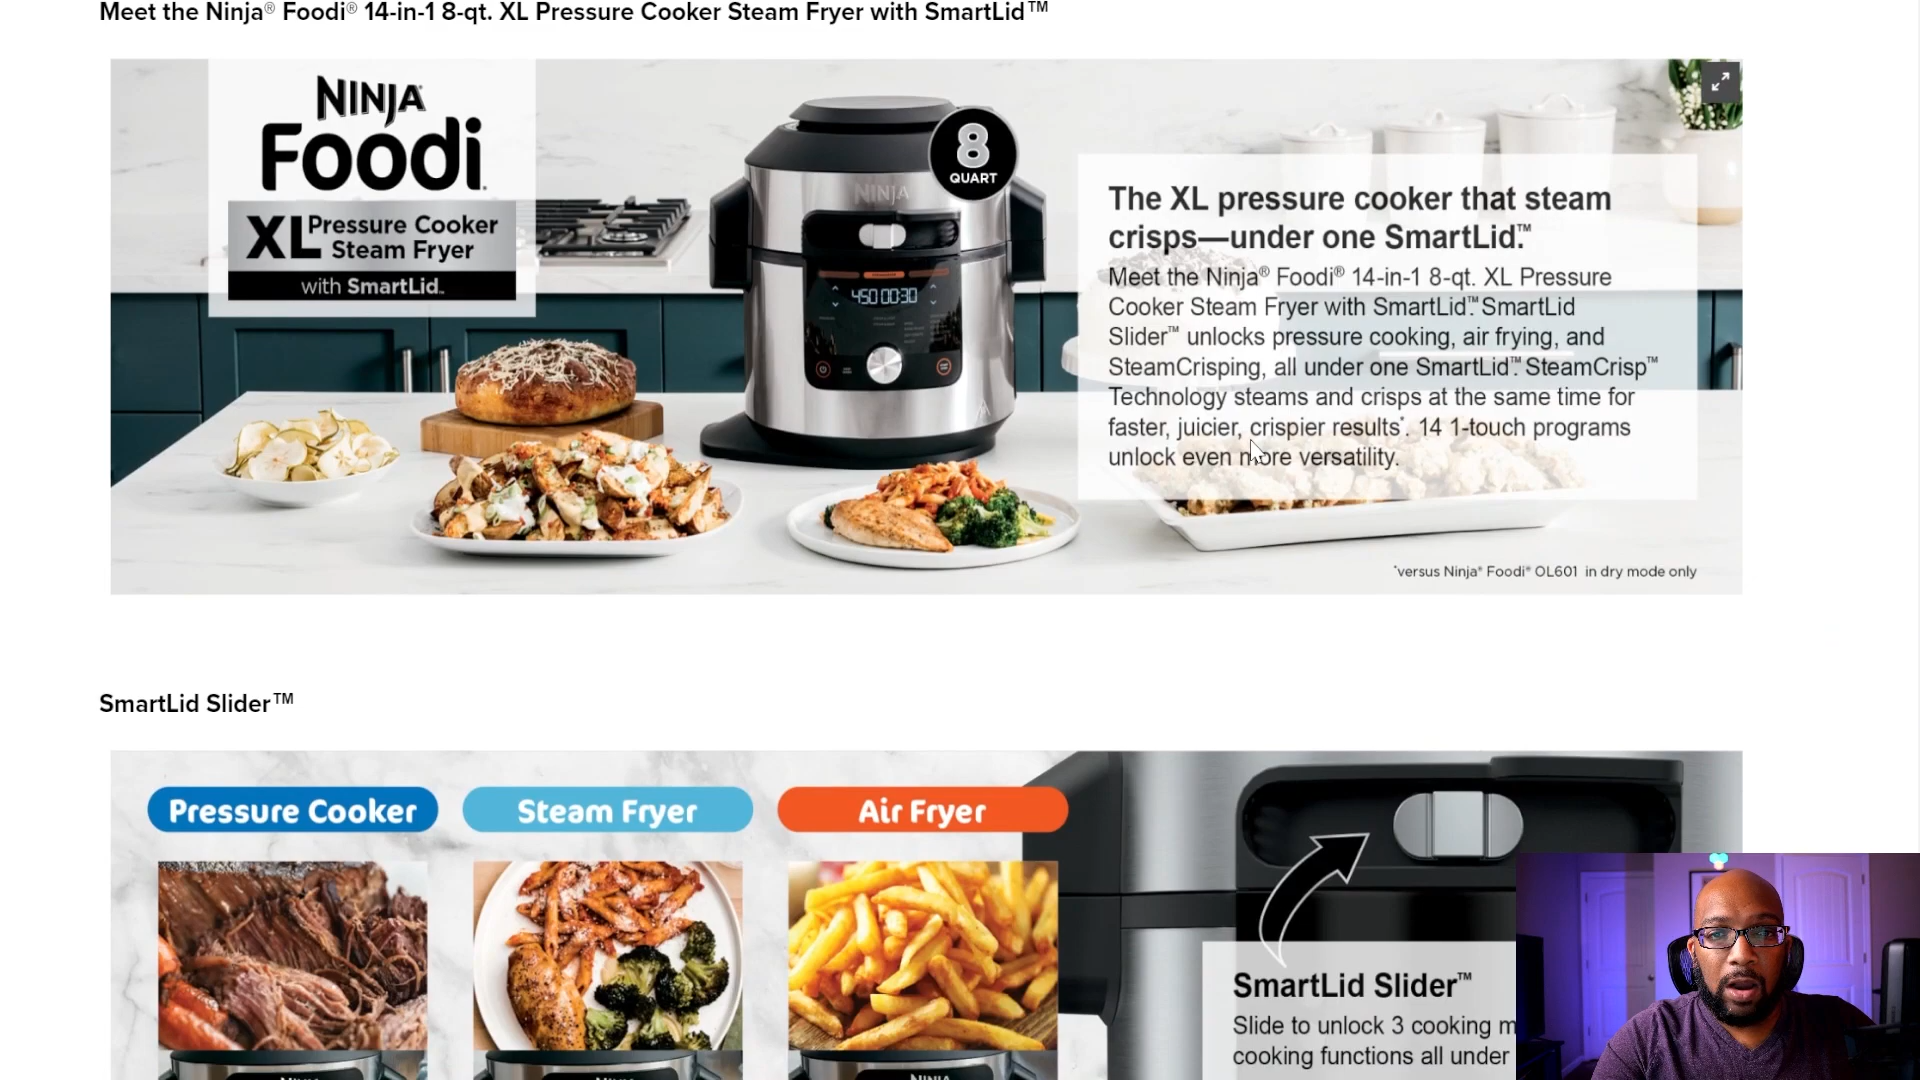 Meet the Ninja® Foodi® 14-in-1 8-qt. XL Pressure Cooker Steam Fryer with SmartLid™
NINJA
Foodi.
XL Pressure Cooker
Steam Fryer
with SmartLid™
8
QUART
NINJA
450 00:30
The XL pressure cooker that steam
crisps—under one SmartLid.™
Meet the Ninja® Foodi® 14-in-1 8-qt. XL Pressure
Cooker Steam Fryer with SmartLid.™ SmartLid
Slider™ unlocks pressure cooking, air frying, and
SteamCrisping, all under one SmartLid.™ SteamCrisp™
Technology steams and crisps at the same time for
faster, juicier, crispier results*. 14 1-touch programs
unlock even more versatility.
*versus Ninja® Foodi® OL601 in dry mode only
SmartLid Slider™
Pressure Cooker
Steam Fryer
Air Fryer
SmartLid Slider™
Slide to unlock 3 cooking m
cooking functions all under
NINJA